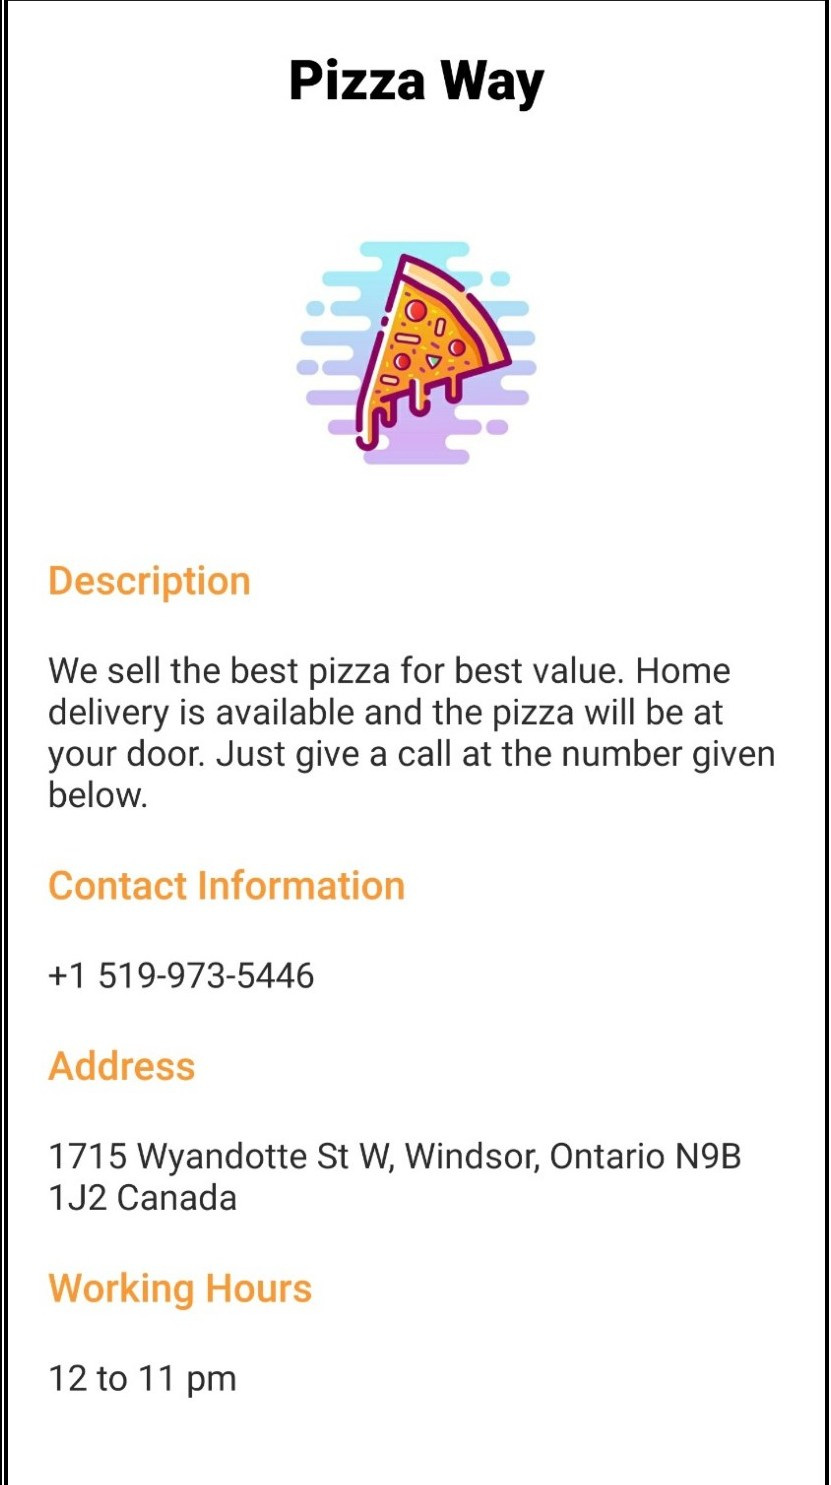 Pizza Way
Description
We sell the best pizza for best value. Home
delivery is available and the pizza will be at
your door. Just give a call at the number given
below.
Contact Information
+1 519-973-5446
Address
1715 Wyandotte St W, Windsor, Ontario N9B
1J2 Canada
Working Hours
12 to 11 pm